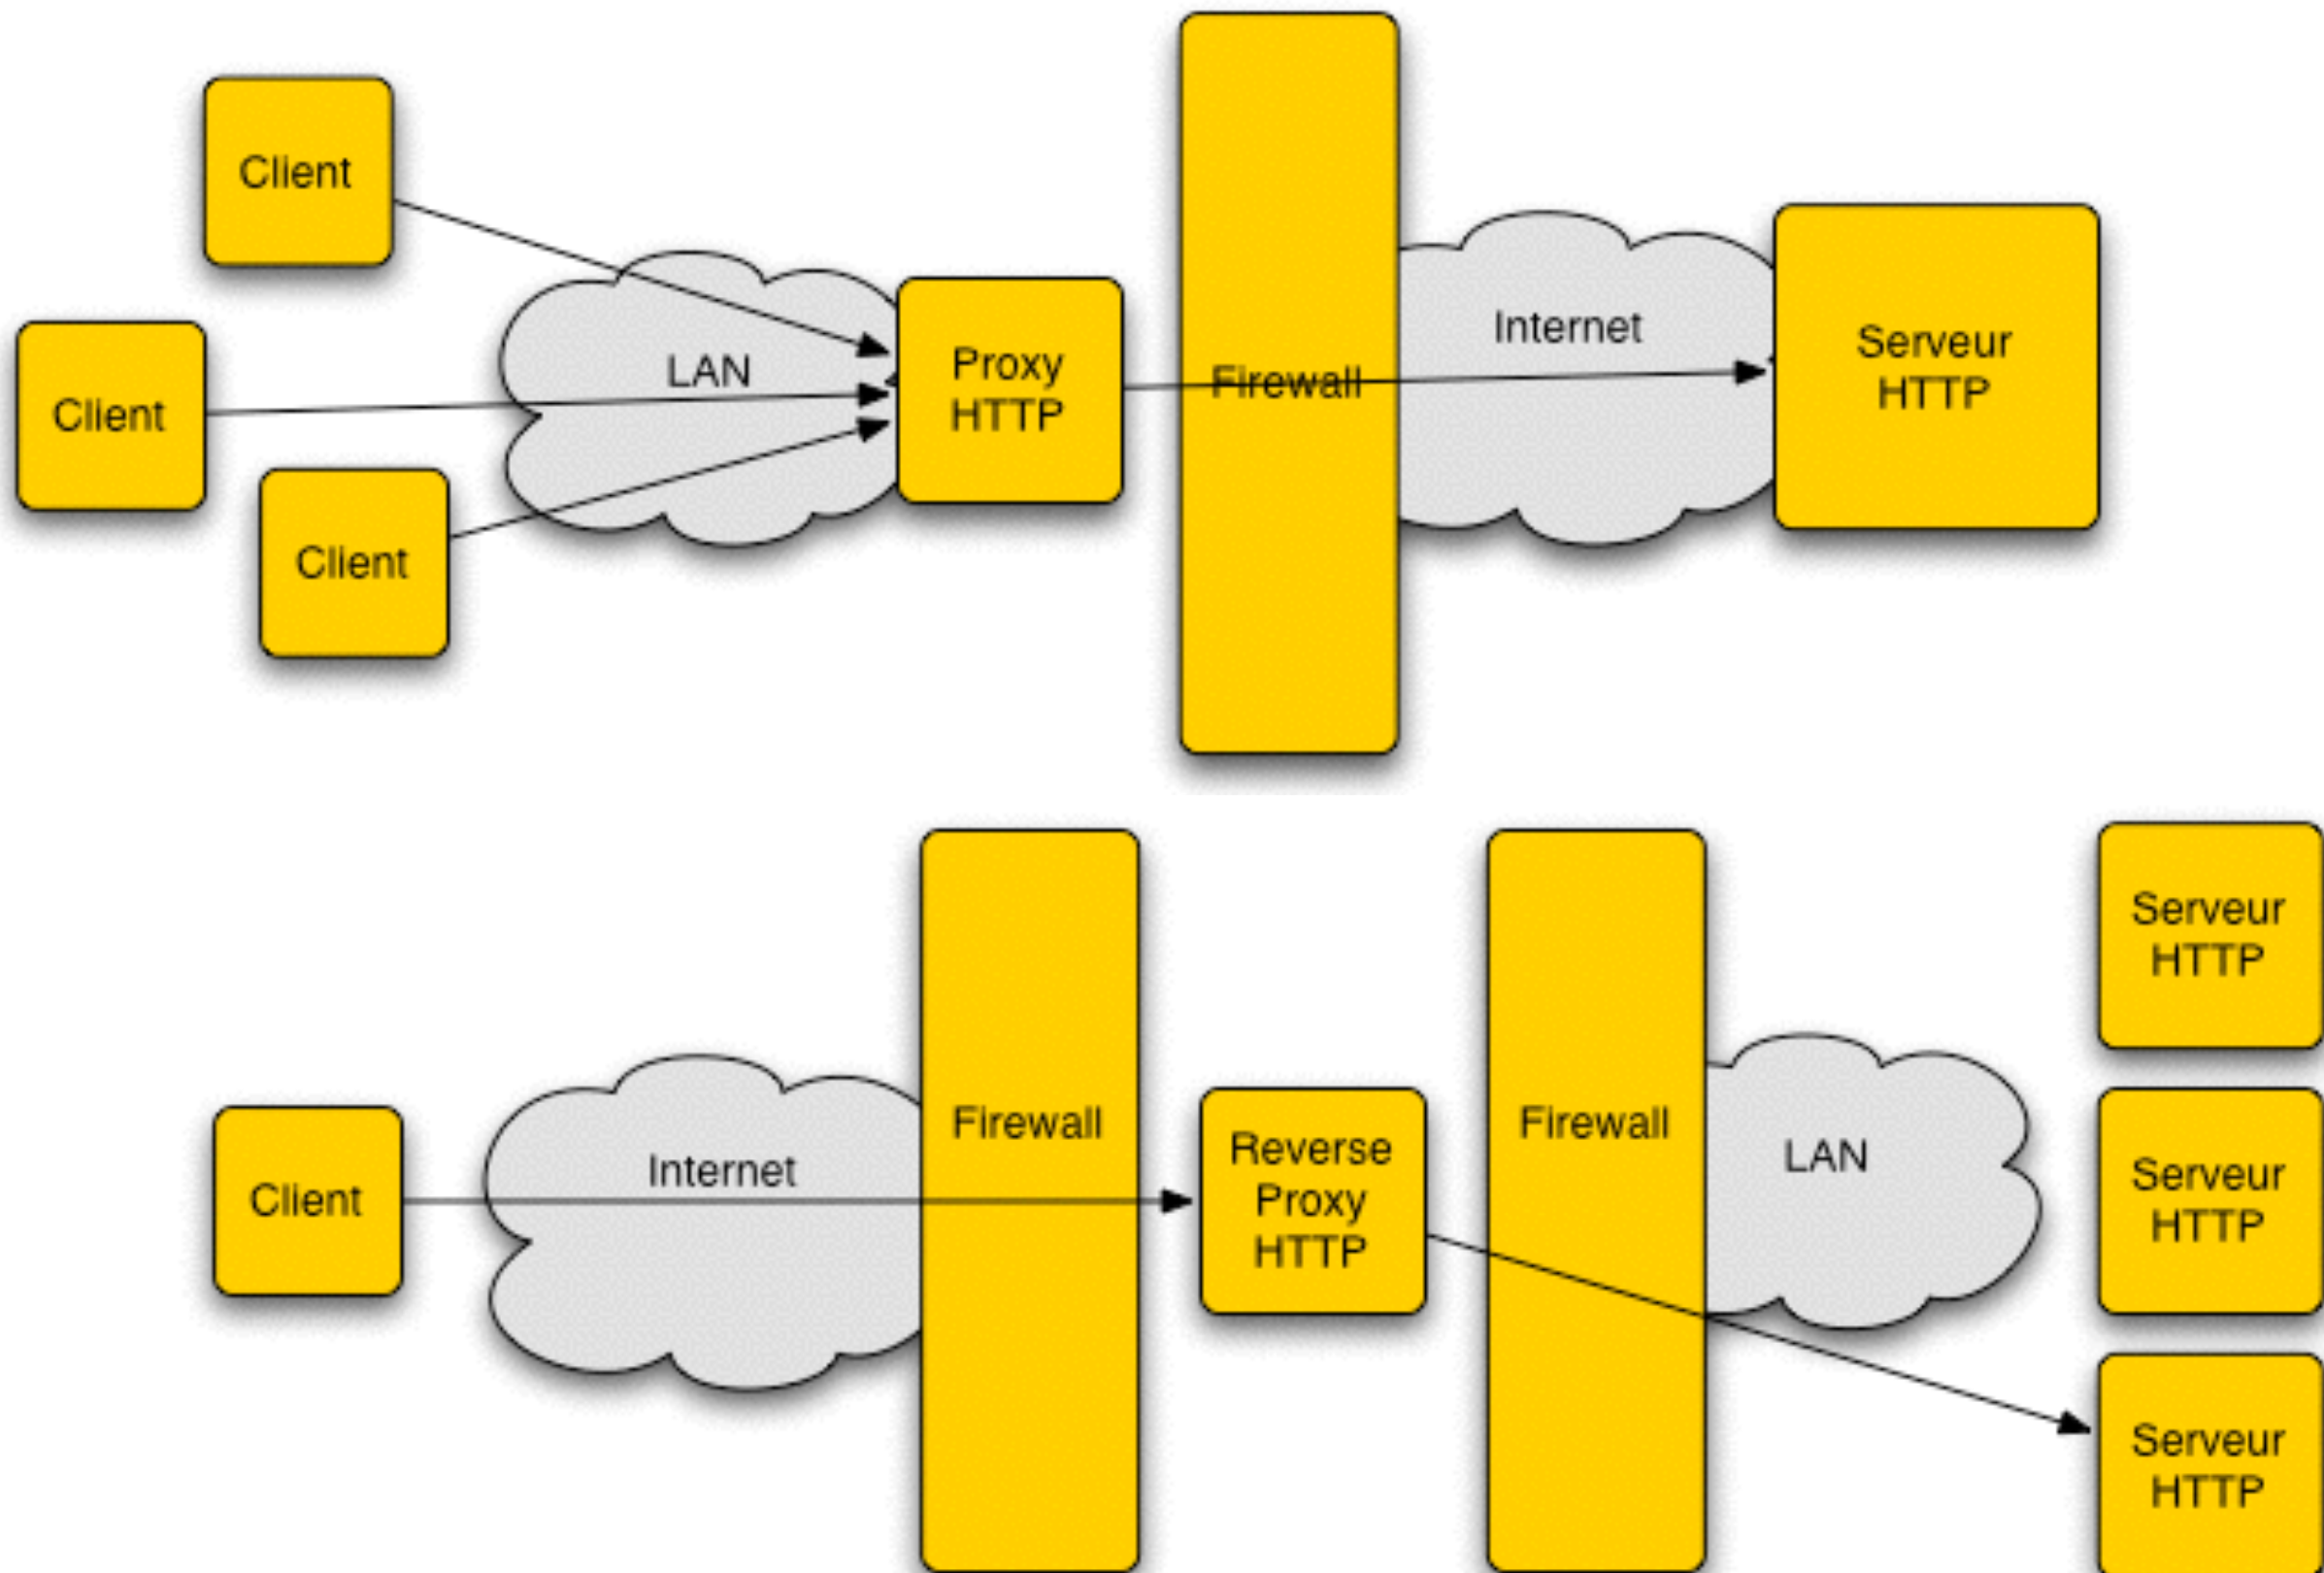 Client
Client
Client
LAN
Proxy
HTTP
Firewall
Internet
Serveur
HTTP
Client
Internet
Firewall
Reverse
Proxy
HTTP
Firewall
LAN
Serveur
HTTP
Serveur
HTTP
Serveur
HTTP